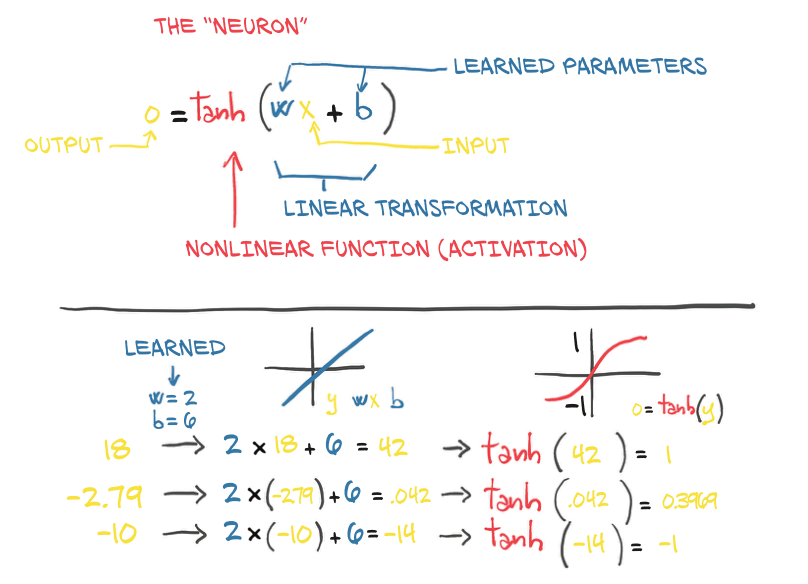 THE "NEURON"
LEARNED PARAMETERS
o = tanh (w x + b)
OUTPUT
INPUT
LINEAR TRANSFORMATION
NONLINEAR FUNCTION (ACTIVATION)
LEARNED
w = 2
b = 6
y wx b
1
-1
o = tanh(y)
18 → 2 × 18 + 6 = 42 → tanh (42) = 1
-2.79 → 2 × (-2.79) + 6 = .042 → tanh (.042) = 0.3969
-10 → 2 × (-10) + 6 = -14 → tanh (-14) = -1